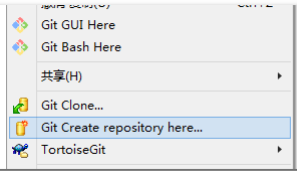 Git GUI Here
Git Bash Here
共享(H)
Git Clone...
Git Create repository here...
TortoiseGit